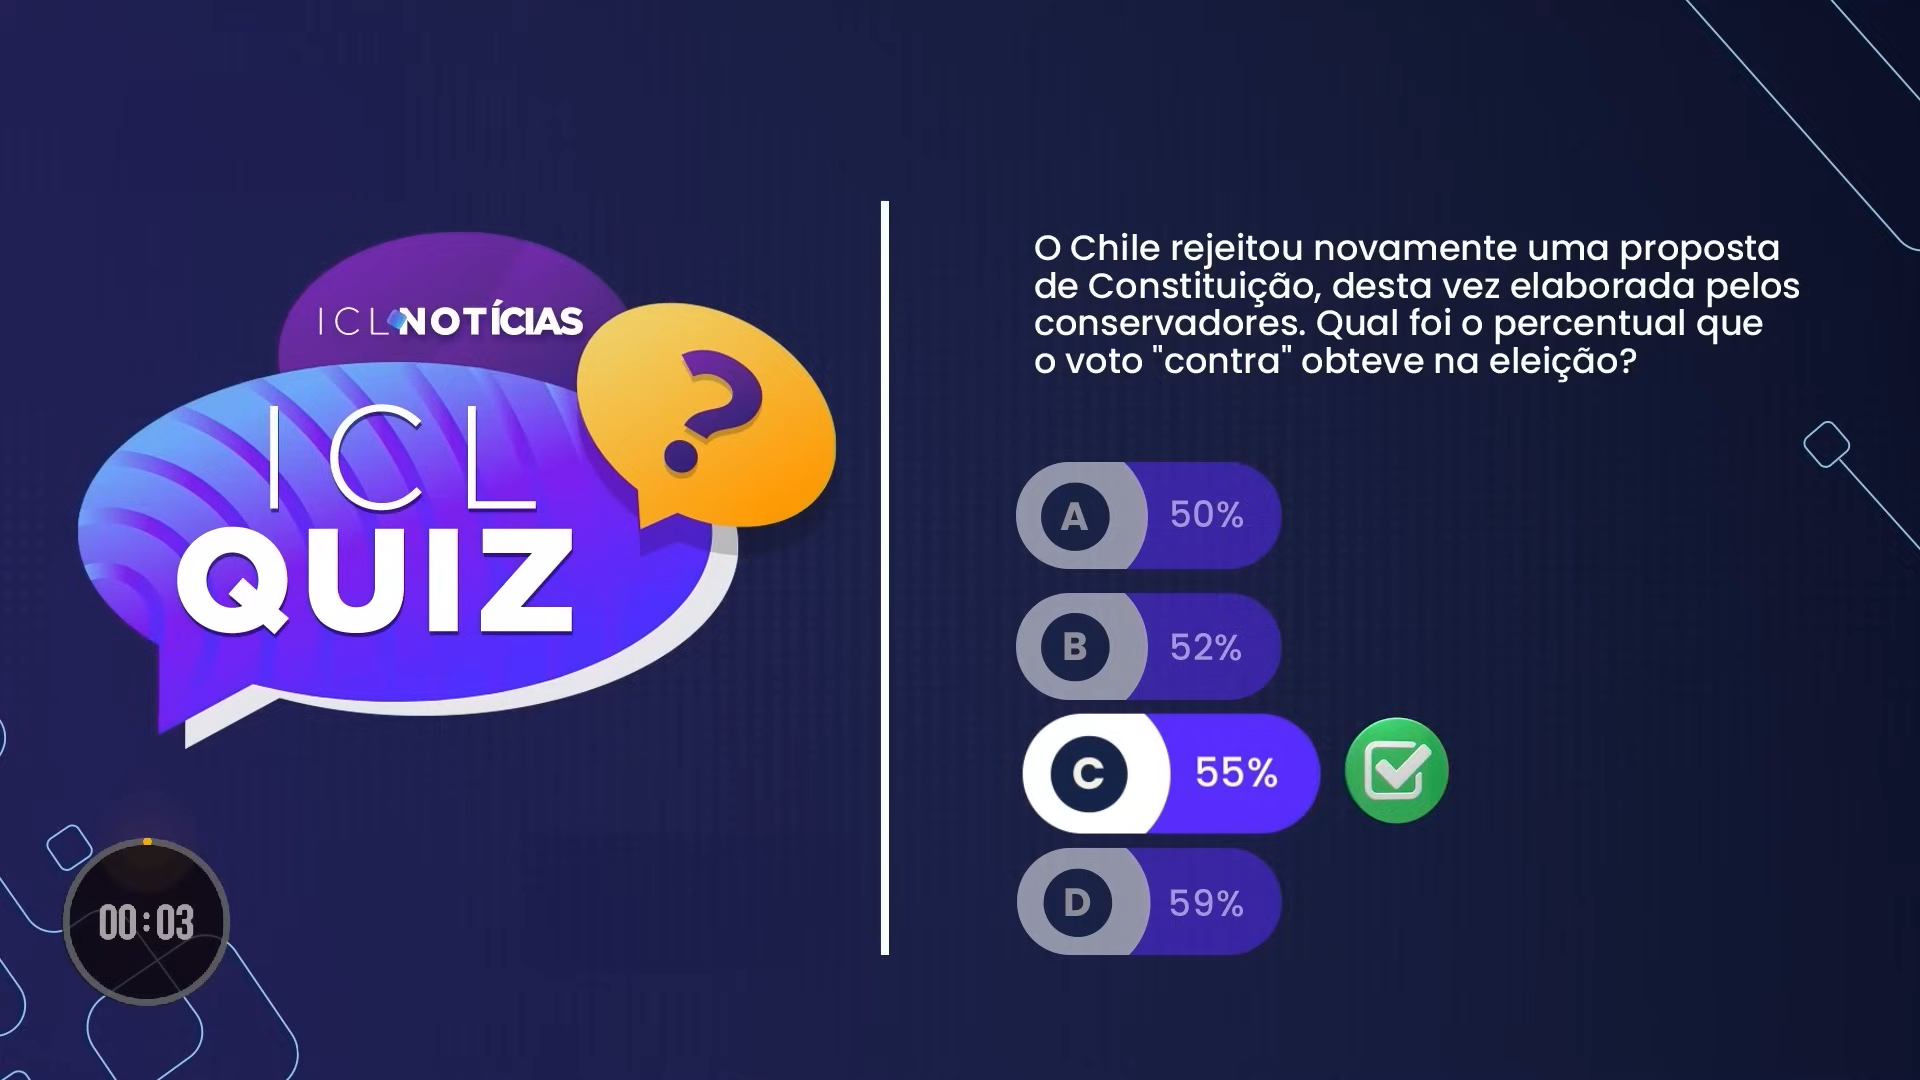 ICL NOTÍCIAS
ICL
QUIZ
?
O Chile rejeitou novamente uma proposta
de Constituição, desta vez elaborada pelos
conservadores. Qual foi o percentual que
o voto "contra" obteve na eleição?
A 50%
B 52%
C 55%
D 59%
00:03